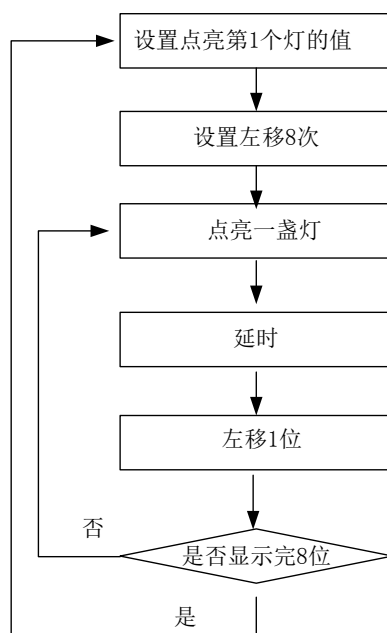 设置点亮第1个灯的值
设置左移8次
点亮一盏灯
延时
左移1位
否
是否显示完8位
是